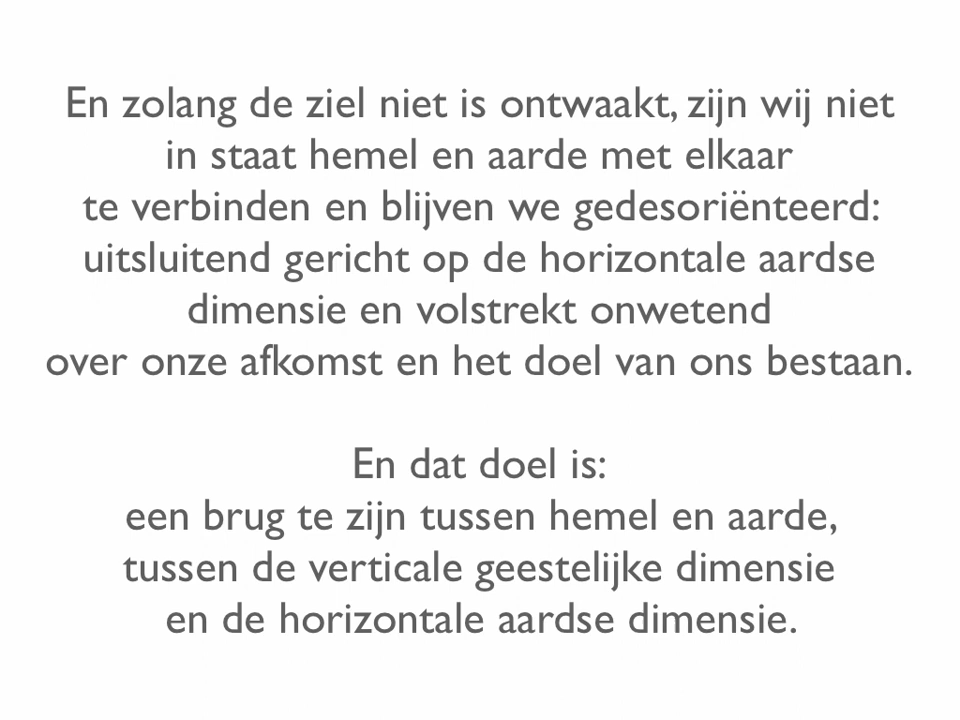 En zolang de ziel niet is ontwaakt, zijn wij niet
in staat hemel en aarde met elkaar
te verbinden en blijven we gedesoriënteerd:
uitsluitend gericht op de horizontale aardse
dimensie en volstrekt onwetend
over onze afkomst en het doel van ons bestaan.

En dat doel is:
een brug te zijn tussen hemel en aarde,
tussen de verticale geestelijke dimensie
en de horizontale aardse dimensie.